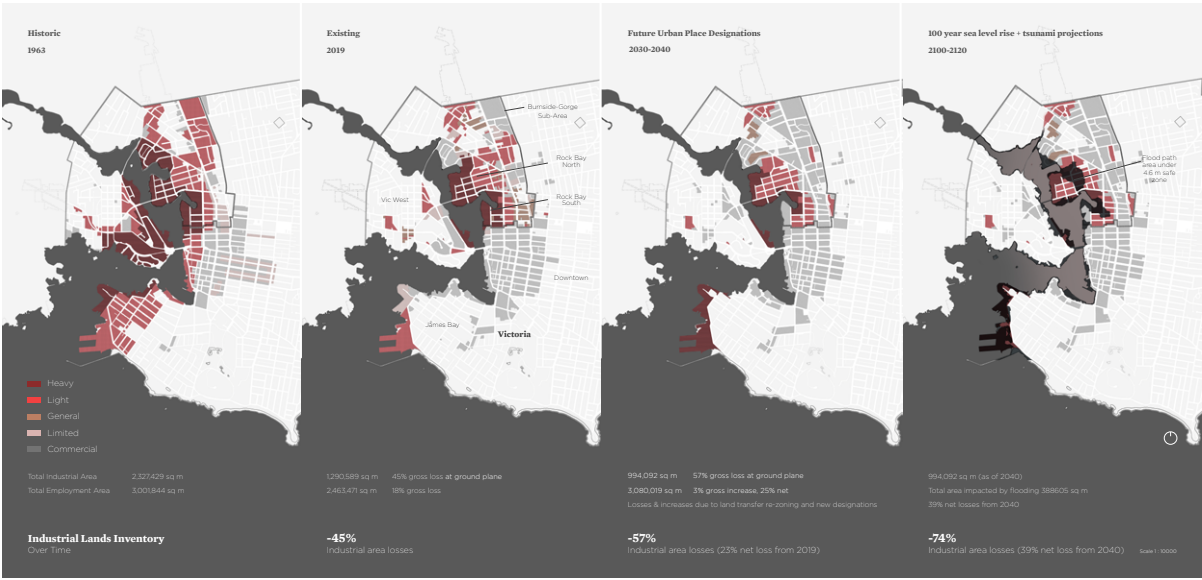 Historic
1963
Existing
2019
Future Urban Place Designations
2030-2040
100 year sea level rise + tsunami projections
2100-2120
Burnside-Gorge
Sub-Area
Rock Bay
North
Rock Bay
South
Vic West
Downtown
James Bay
Victoria
Flood path
area under
4.6 m safe
zone
Heavy
Light
General
Limited
Commercial
Total Industrial Area 2,327,429 sq m
Total Employment Area 3,001,844 sq m
1,290,589 sq m 45% gross loss at ground plane
2,463,471 sq m 18% gross loss
994,092 sq m 57% gross loss at ground plane
3,080,019 sq m 3% gross increase, 25% net
Losses & increases due to land transfer re-zoning and new designations
994,092 sq m (as of 2040)
Total area impacted by flooding 388605 sq m
39% net losses from 2040
Industrial Lands Inventory
Over Time
-45%
Industrial area losses
-57%
Industrial area losses (23% net loss from 2019)
-74%
Industrial area losses (39% net loss from 2040)
Scale 1 : 10000